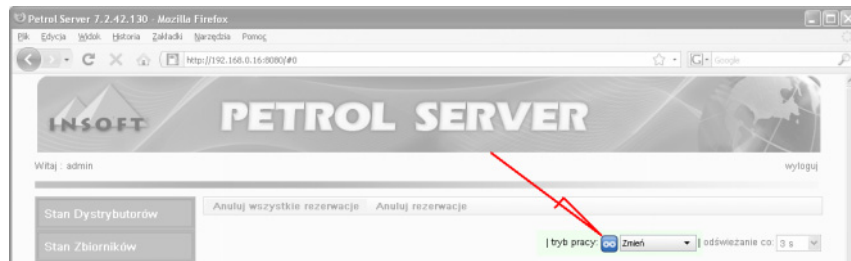 Petrol Server 7.2.42.130 - Mozilla Firefox
Plik Edycja Widok Historia Zakładki Narzędzia Pomoc
http://192.168.0.16:8080/#0
Google
INSOFT
PETROL SERVER
Witaj : admin
wyloguj
Stan Dystrybutorów
Anuluj wszystkie rezerwacje Anuluj rezerwacje
Stan Zbiorników
| tryb pracy: Zmień | odświeżanie co: 3 s